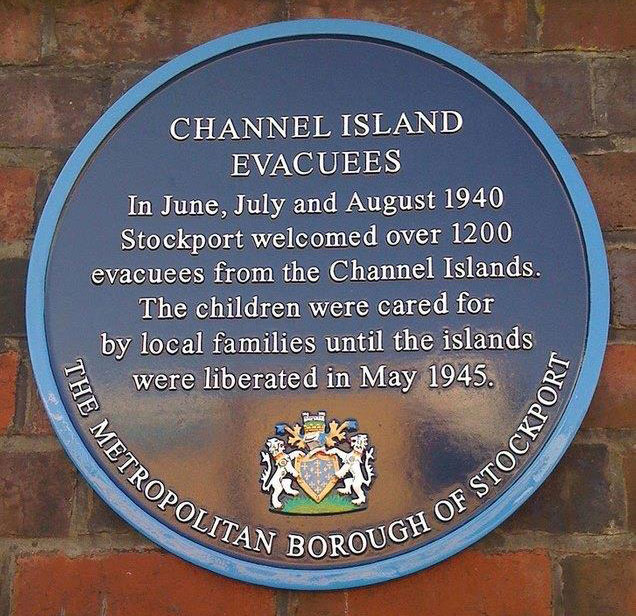 CHANNEL ISLAND
EVACUEES
In June, July and August 1940
Stockport welcomed over 1200
evacuees from the Channel Islands.
The children were cared for
by local families until the islands
were liberated in May 1945.
THE METROPOLITAN BOROUGH OF STOCKPORT